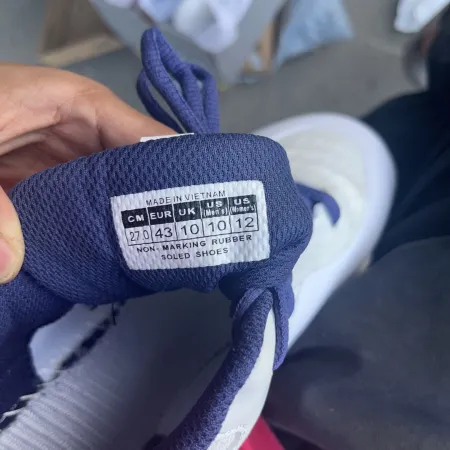 MADE IN VIETNAM
CM EUR UK US (Men's) US (Women's)
27.0 43 10 10 12
NON-MARKING RUBBER
SOLED SHOES